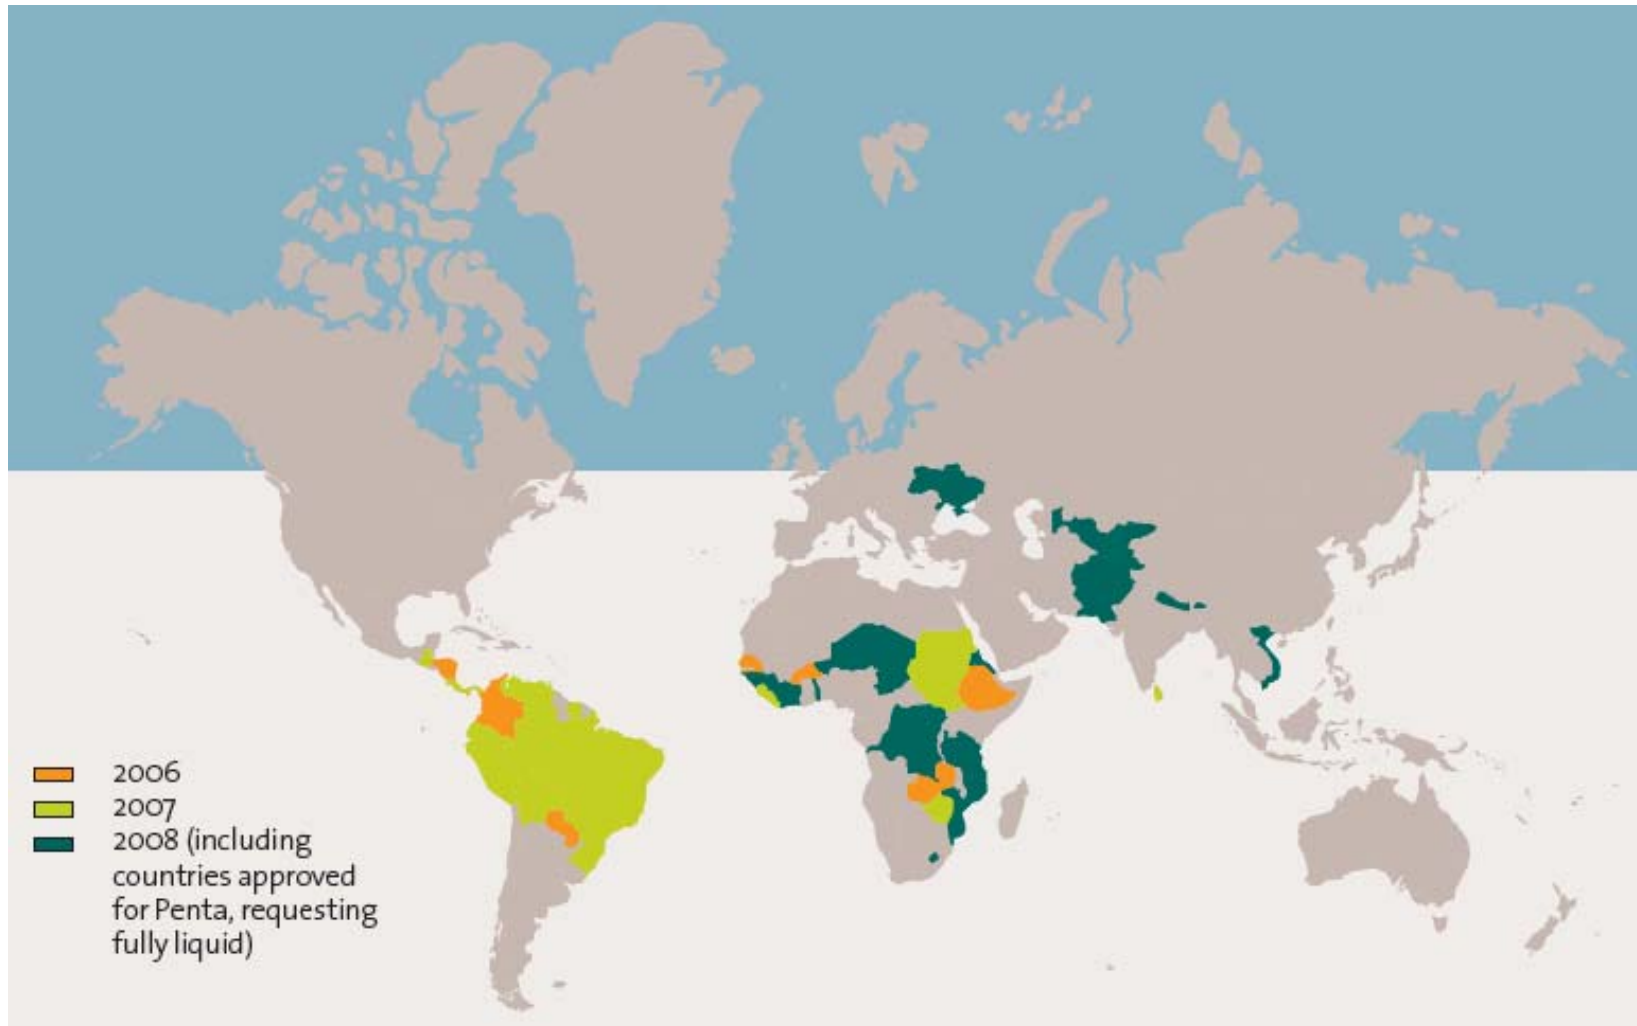 2006
2007
2008 (including
countries approved
for Penta, requesting
fully liquid)